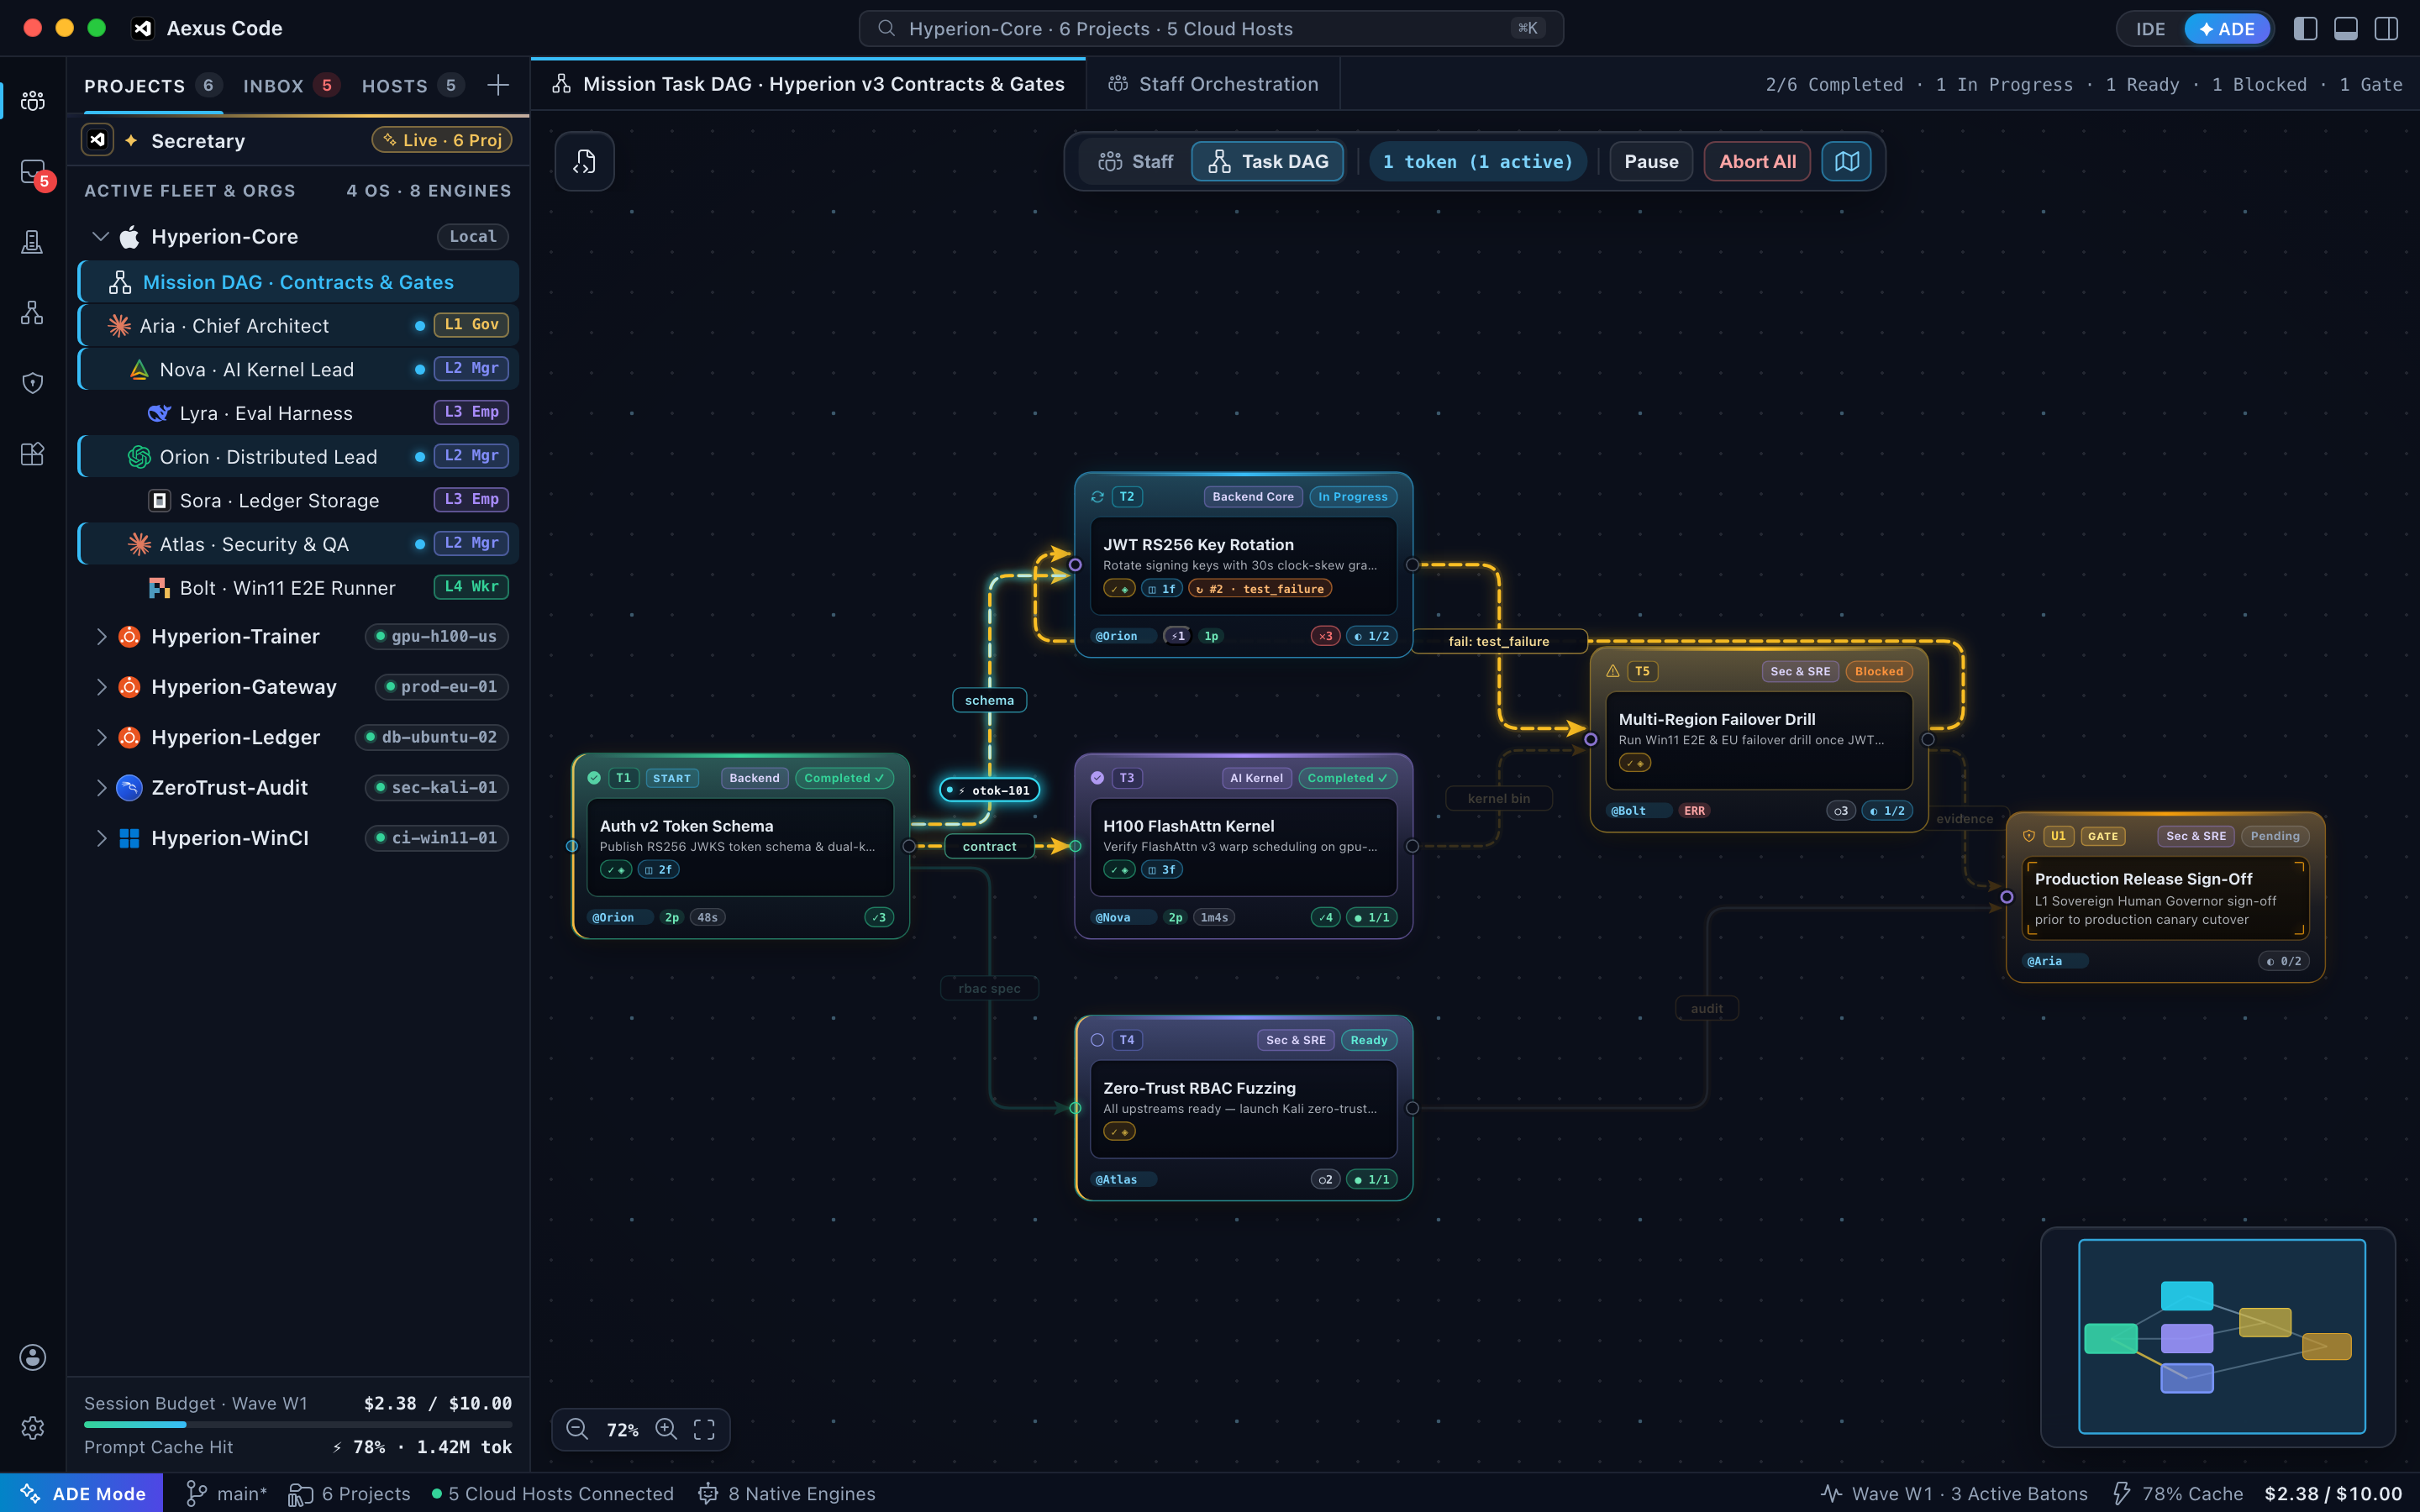 Aexus Code
Hyperion-Core · 6 Projects · 5 Cloud Hosts
⌘K
IDE
ADE
PROJECTS 6
INBOX 5
HOSTS 5
Mission Task DAG · Hyperion v3 Contracts & Gates
Staff Orchestration
2/6 Completed · 1 In Progress · 1 Ready · 1 Blocked · 1 Gate
5
Secretary
Live · 6 Proj
ACTIVE FLEET & ORGS
4 OS · 8 ENGINES
Hyperion-Core
Local
Mission DAG · Contracts & Gates
Aria · Chief Architect
L1 Gov
Nova · AI Kernel Lead
L2 Mgr
Lyra · Eval Harness
L3 Emp
Orion · Distributed Lead
L2 Mgr
Sora · Ledger Storage
L3 Emp
Atlas · Security & QA
L2 Mgr
Bolt · Win11 E2E Runner
L4 Wkr
Hyperion-Trainer
gpu-h100-us
Hyperion-Gateway
prod-eu-01
Hyperion-Ledger
db-ubuntu-02
ZeroTrust-Audit
sec-kali-01
Hyperion-WinCI
ci-win11-01
Session Budget · Wave W1
$2.38 / $10.00
Prompt Cache Hit
⚡ 78% · 1.42M tok
Staff
Task DAG
1 token (1 active)
Pause
Abort All
T2
Backend Core
In Progress
JWT RS256 Key Rotation
Rotate signing keys with 30s clock-skew gra…
✓ ◈
1f
↻ #2 · test_failure
@Orion
⚡1
1p
×3
◐ 1/2
fail: test_failure
schema
⚡ otok-101
contract
rbac spec
T1
START
Backend
Completed ✓
Auth v2 Token Schema
Publish RS256 JWKS token schema & dual-k…
✓ ◈
2f
@Orion
2p
48s
✓3
T3
AI Kernel
Completed ✓
H100 FlashAttn Kernel
Verify FlashAttn v3 warp scheduling on gpu-…
✓ ◈
3f
@Nova
2p
1m4s
✓4
● 1/1
kernel bin
T5
Sec & SRE
Blocked
Multi-Region Failover Drill
Run Win11 E2E & EU failover drill once JWT…
✓ ◈
@Bolt
ERR
○3
◐ 1/2
evidence
U1
GATE
Sec & SRE
Pending
Production Release Sign-Off
L1 Sovereign Human Governor sign-off
prior to production canary cutover
@Aria
◐ 0/2
audit
T4
Sec & SRE
Ready
Zero-Trust RBAC Fuzzing
All upstreams ready — launch Kali zero-trust…
✓ ◈
@Atlas
○2
● 1/1
72%
ADE Mode
main*
6 Projects
5 Cloud Hosts Connected
8 Native Engines
Wave W1 · 3 Active Batons
78% Cache
$2.38 / $10.00